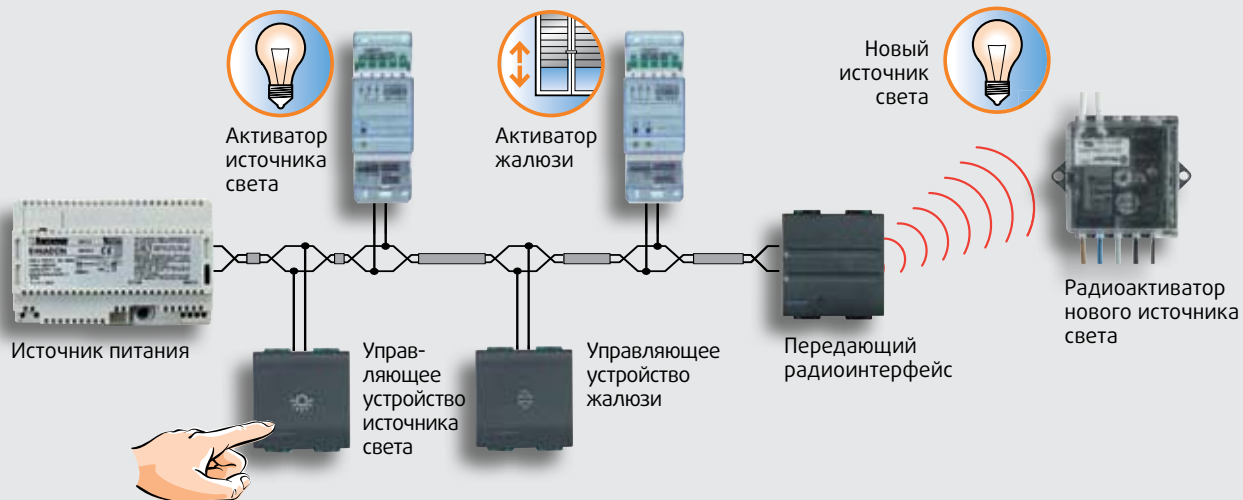 Активатор
источника
света
Активатор
жалюзи
Новый
источник
света
Источник питания
Управ-
ляющее
устройство
источника
света
Управляющее
устройство
жалюзи
Передающий
радиоинтерфейс
Радиоактиватор
нового источника
света